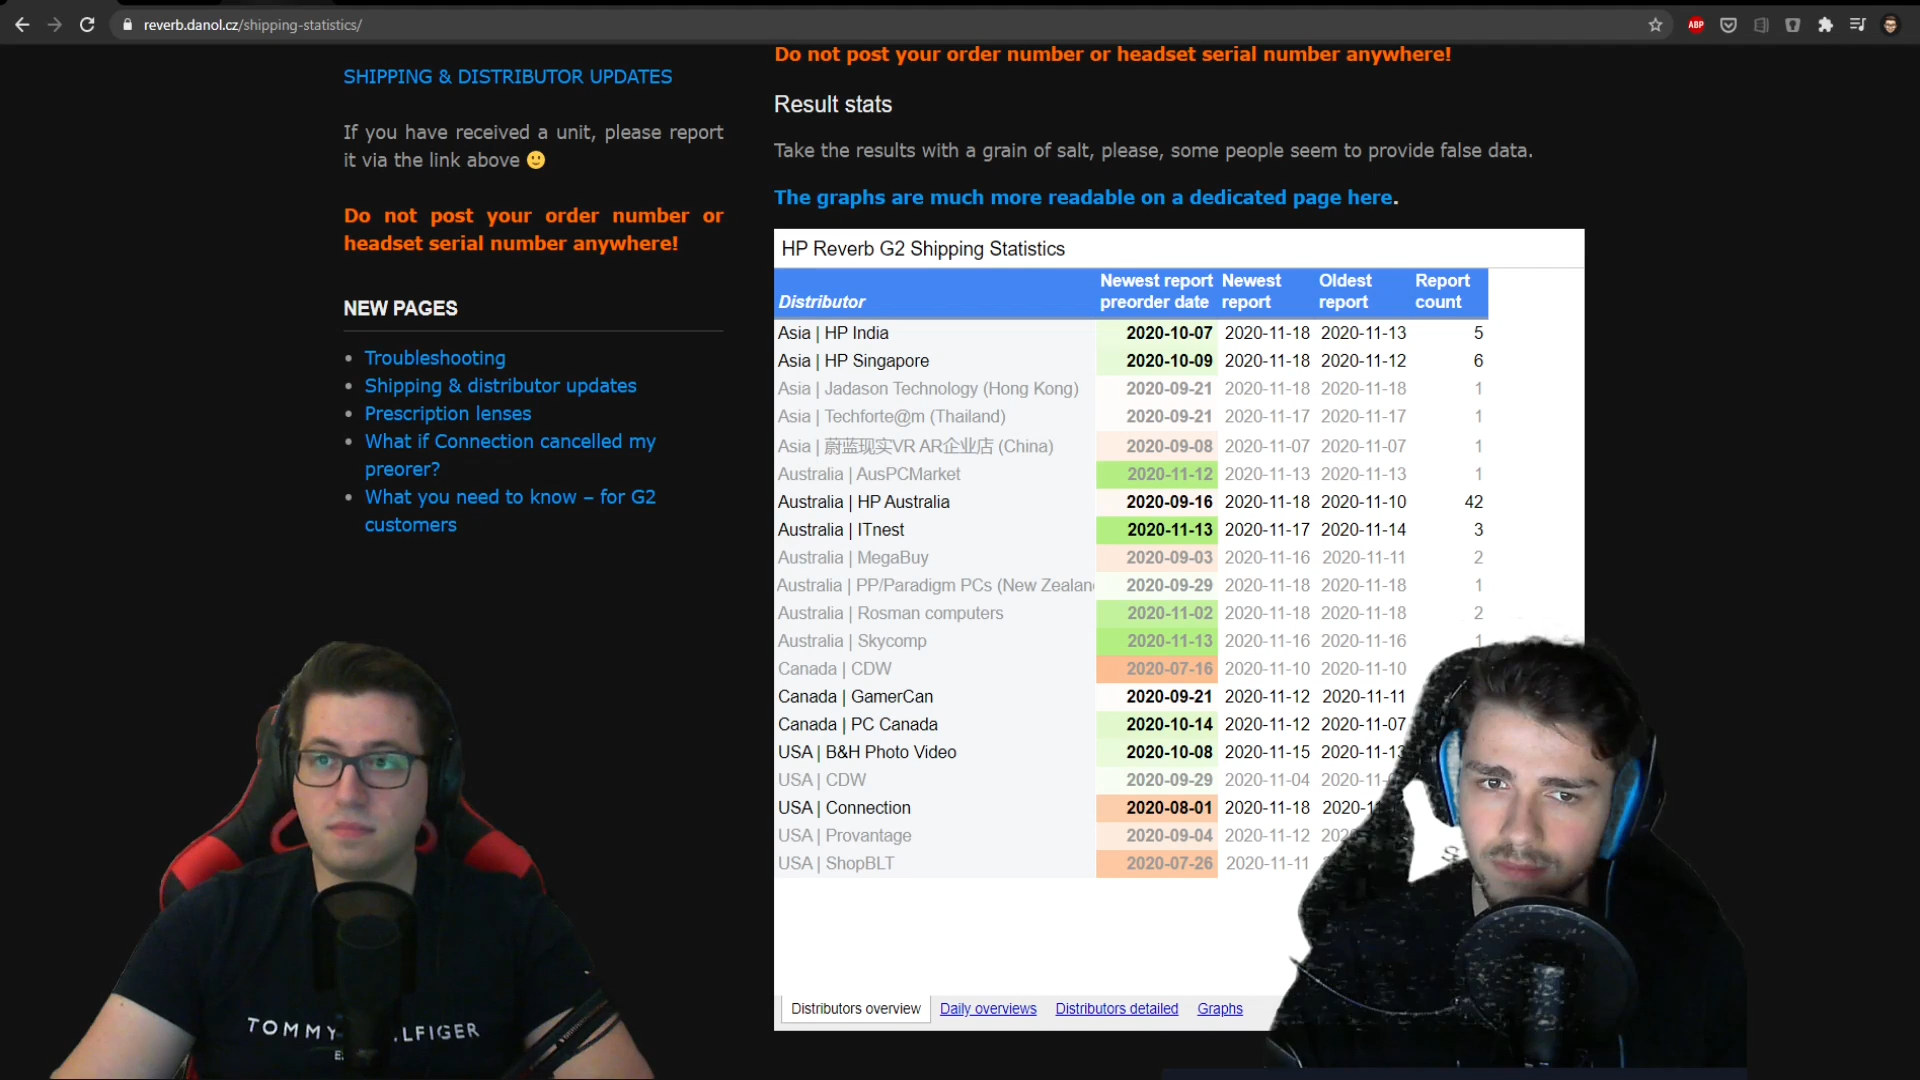 reverb.danol.cz/shipping-statistics/
ABP
SHIPPING & DISTRIBUTOR UPDATES
If you have received a unit, please report
it via the link above 🙂
Do not post your order number or
headset serial number anywhere!
NEW PAGES
• Troubleshooting
• Shipping & distributor updates
• Prescription lenses
• What if Connection cancelled my
preorer?
• What you need to know – for G2
customers
Do not post your order number or headset serial number anywhere!
Result stats
Take the results with a grain of salt, please, some people seem to provide false data.
The graphs are much more readable on a dedicated page here.
HP Reverb G2 Shipping Statistics
Distributor Newest report preorder date Newest report Oldest report Report count
Asia | HP India 2020-10-07 2020-11-18 2020-11-13 5
Asia | HP Singapore 2020-10-09 2020-11-18 2020-11-12 6
Asia | Jadason Technology (Hong Kong) 2020-09-21 2020-11-18 2020-11-18 1
Asia | Techforte@m (Thailand) 2020-09-21 2020-11-17 2020-11-17 1
Asia | 蔚蓝现实VR AR企业店 (China) 2020-09-08 2020-11-07 2020-11-07 1
Australia | AusPCMarket 2020-11-12 2020-11-13 2020-11-13 1
Australia | HP Australia 2020-09-16 2020-11-18 2020-11-10 42
Australia | ITnest 2020-11-13 2020-11-17 2020-11-14 3
Australia | MegaBuy 2020-09-03 2020-11-16 2020-11-11 2
Australia | PP/Paradigm PCs (New Zealan 2020-09-29 2020-11-18 2020-11-18 1
Australia | Rosman computers 2020-11-02 2020-11-18 2020-11-18 2
Australia | Skycomp 2020-11-13 2020-11-16 2020-11-16 1
Canada | CDW 2020-07-16 2020-11-10 2020-11-10
Canada | GamerCan 2020-09-21 2020-11-12 2020-11-11
Canada | PC Canada 2020-10-14 2020-11-12 2020-11-07
USA | B&H Photo Video 2020-10-08 2020-11-15 2020-11-13
USA | CDW 2020-09-29 2020-11-04 2020-11-
USA | Connection 2020-08-01 2020-11-18 2020-11
USA | Provantage 2020-09-04 2020-11-12 202
USA | ShopBLT 2020-07-26 2020-11-11
Distributors overview Daily overviews Distributors detailed Graphs
TOMMY .LFIGER